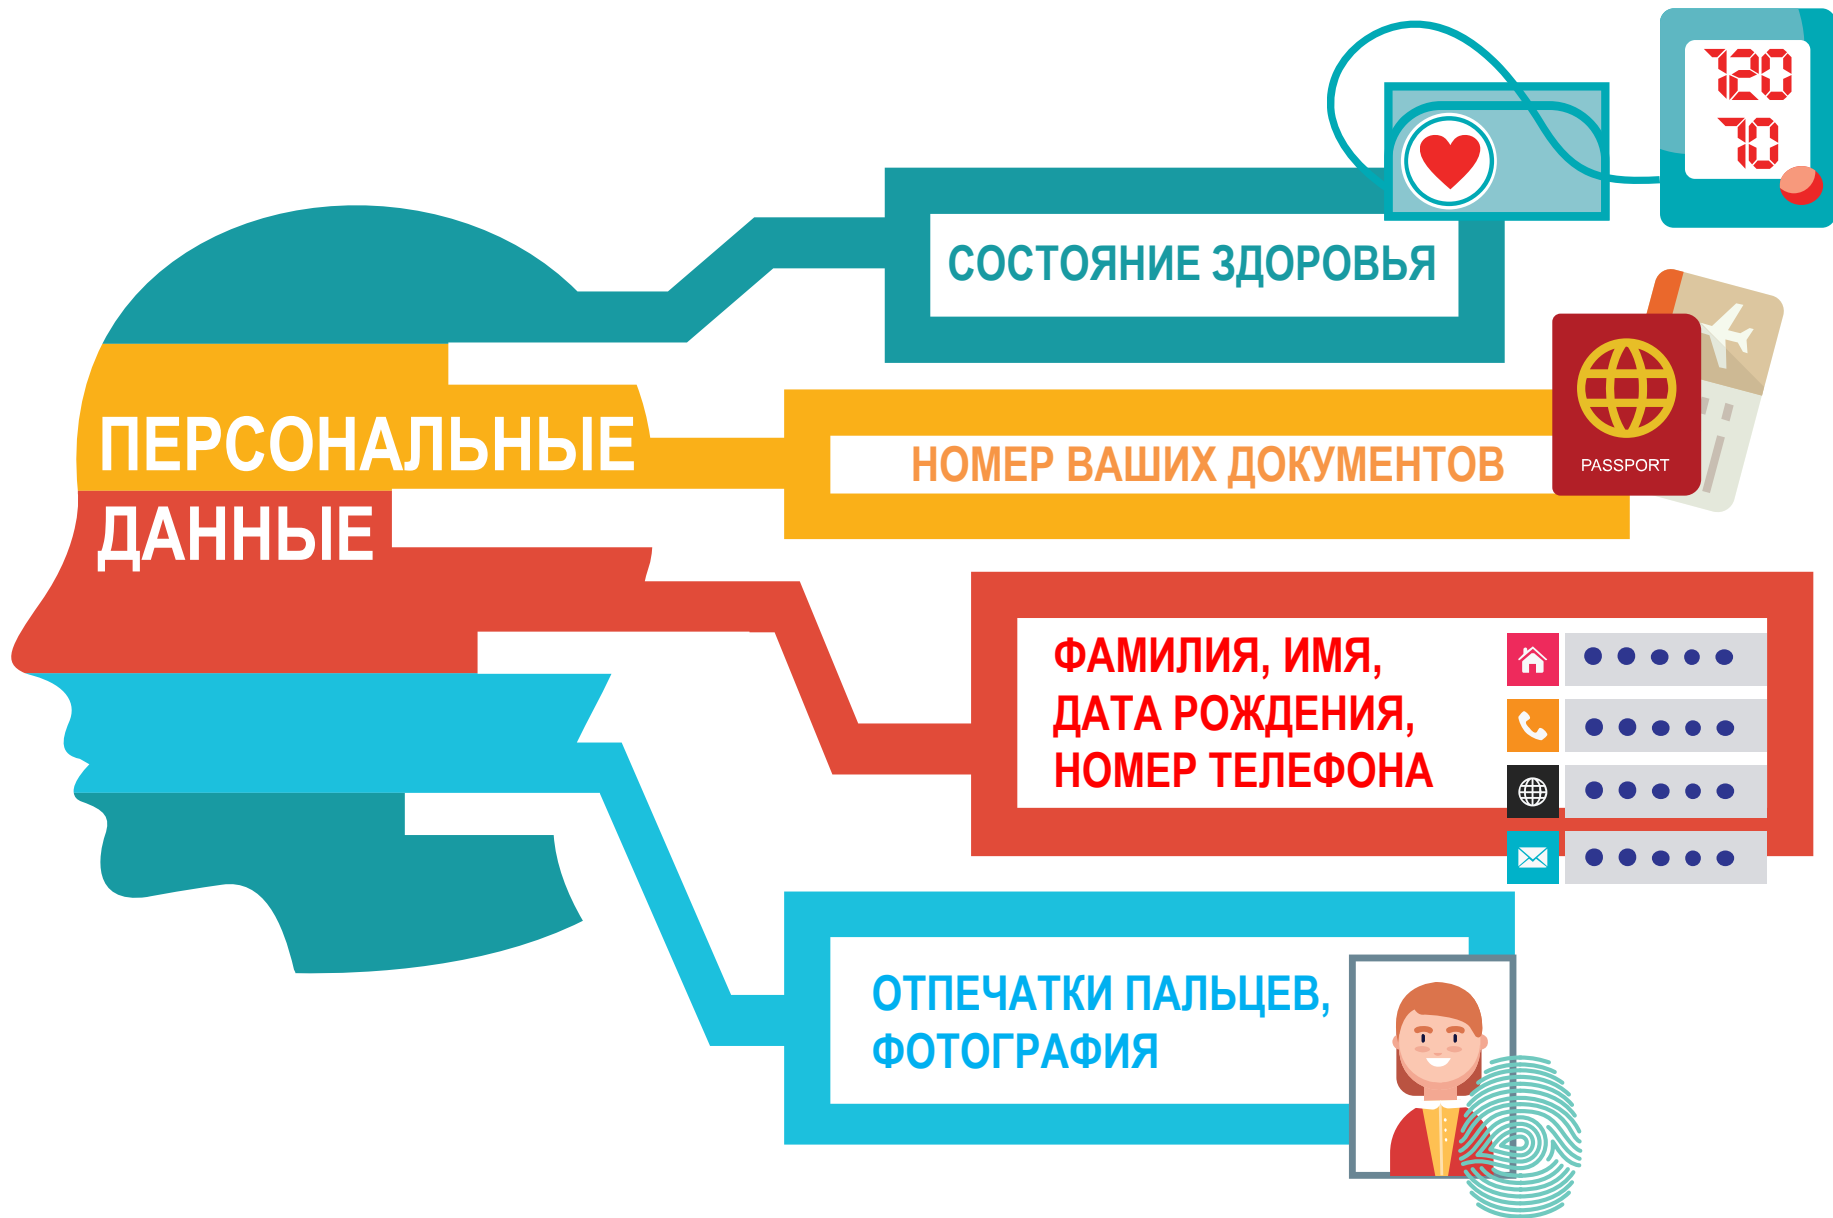 ПЕРСОНАЛЬНЫЕ
ДАННЫЕ
120
70
СОСТОЯНИЕ ЗДОРОВЬЯ
НОМЕР ВАШИХ ДОКУМЕНТОВ
PASSPORT
ФАМИЛИЯ, ИМЯ,
ДАТА РОЖДЕНИЯ,
НОМЕР ТЕЛЕФОНА
ОТПЕЧАТКИ ПАЛЬЦЕВ,
ФОТОГРАФИЯ